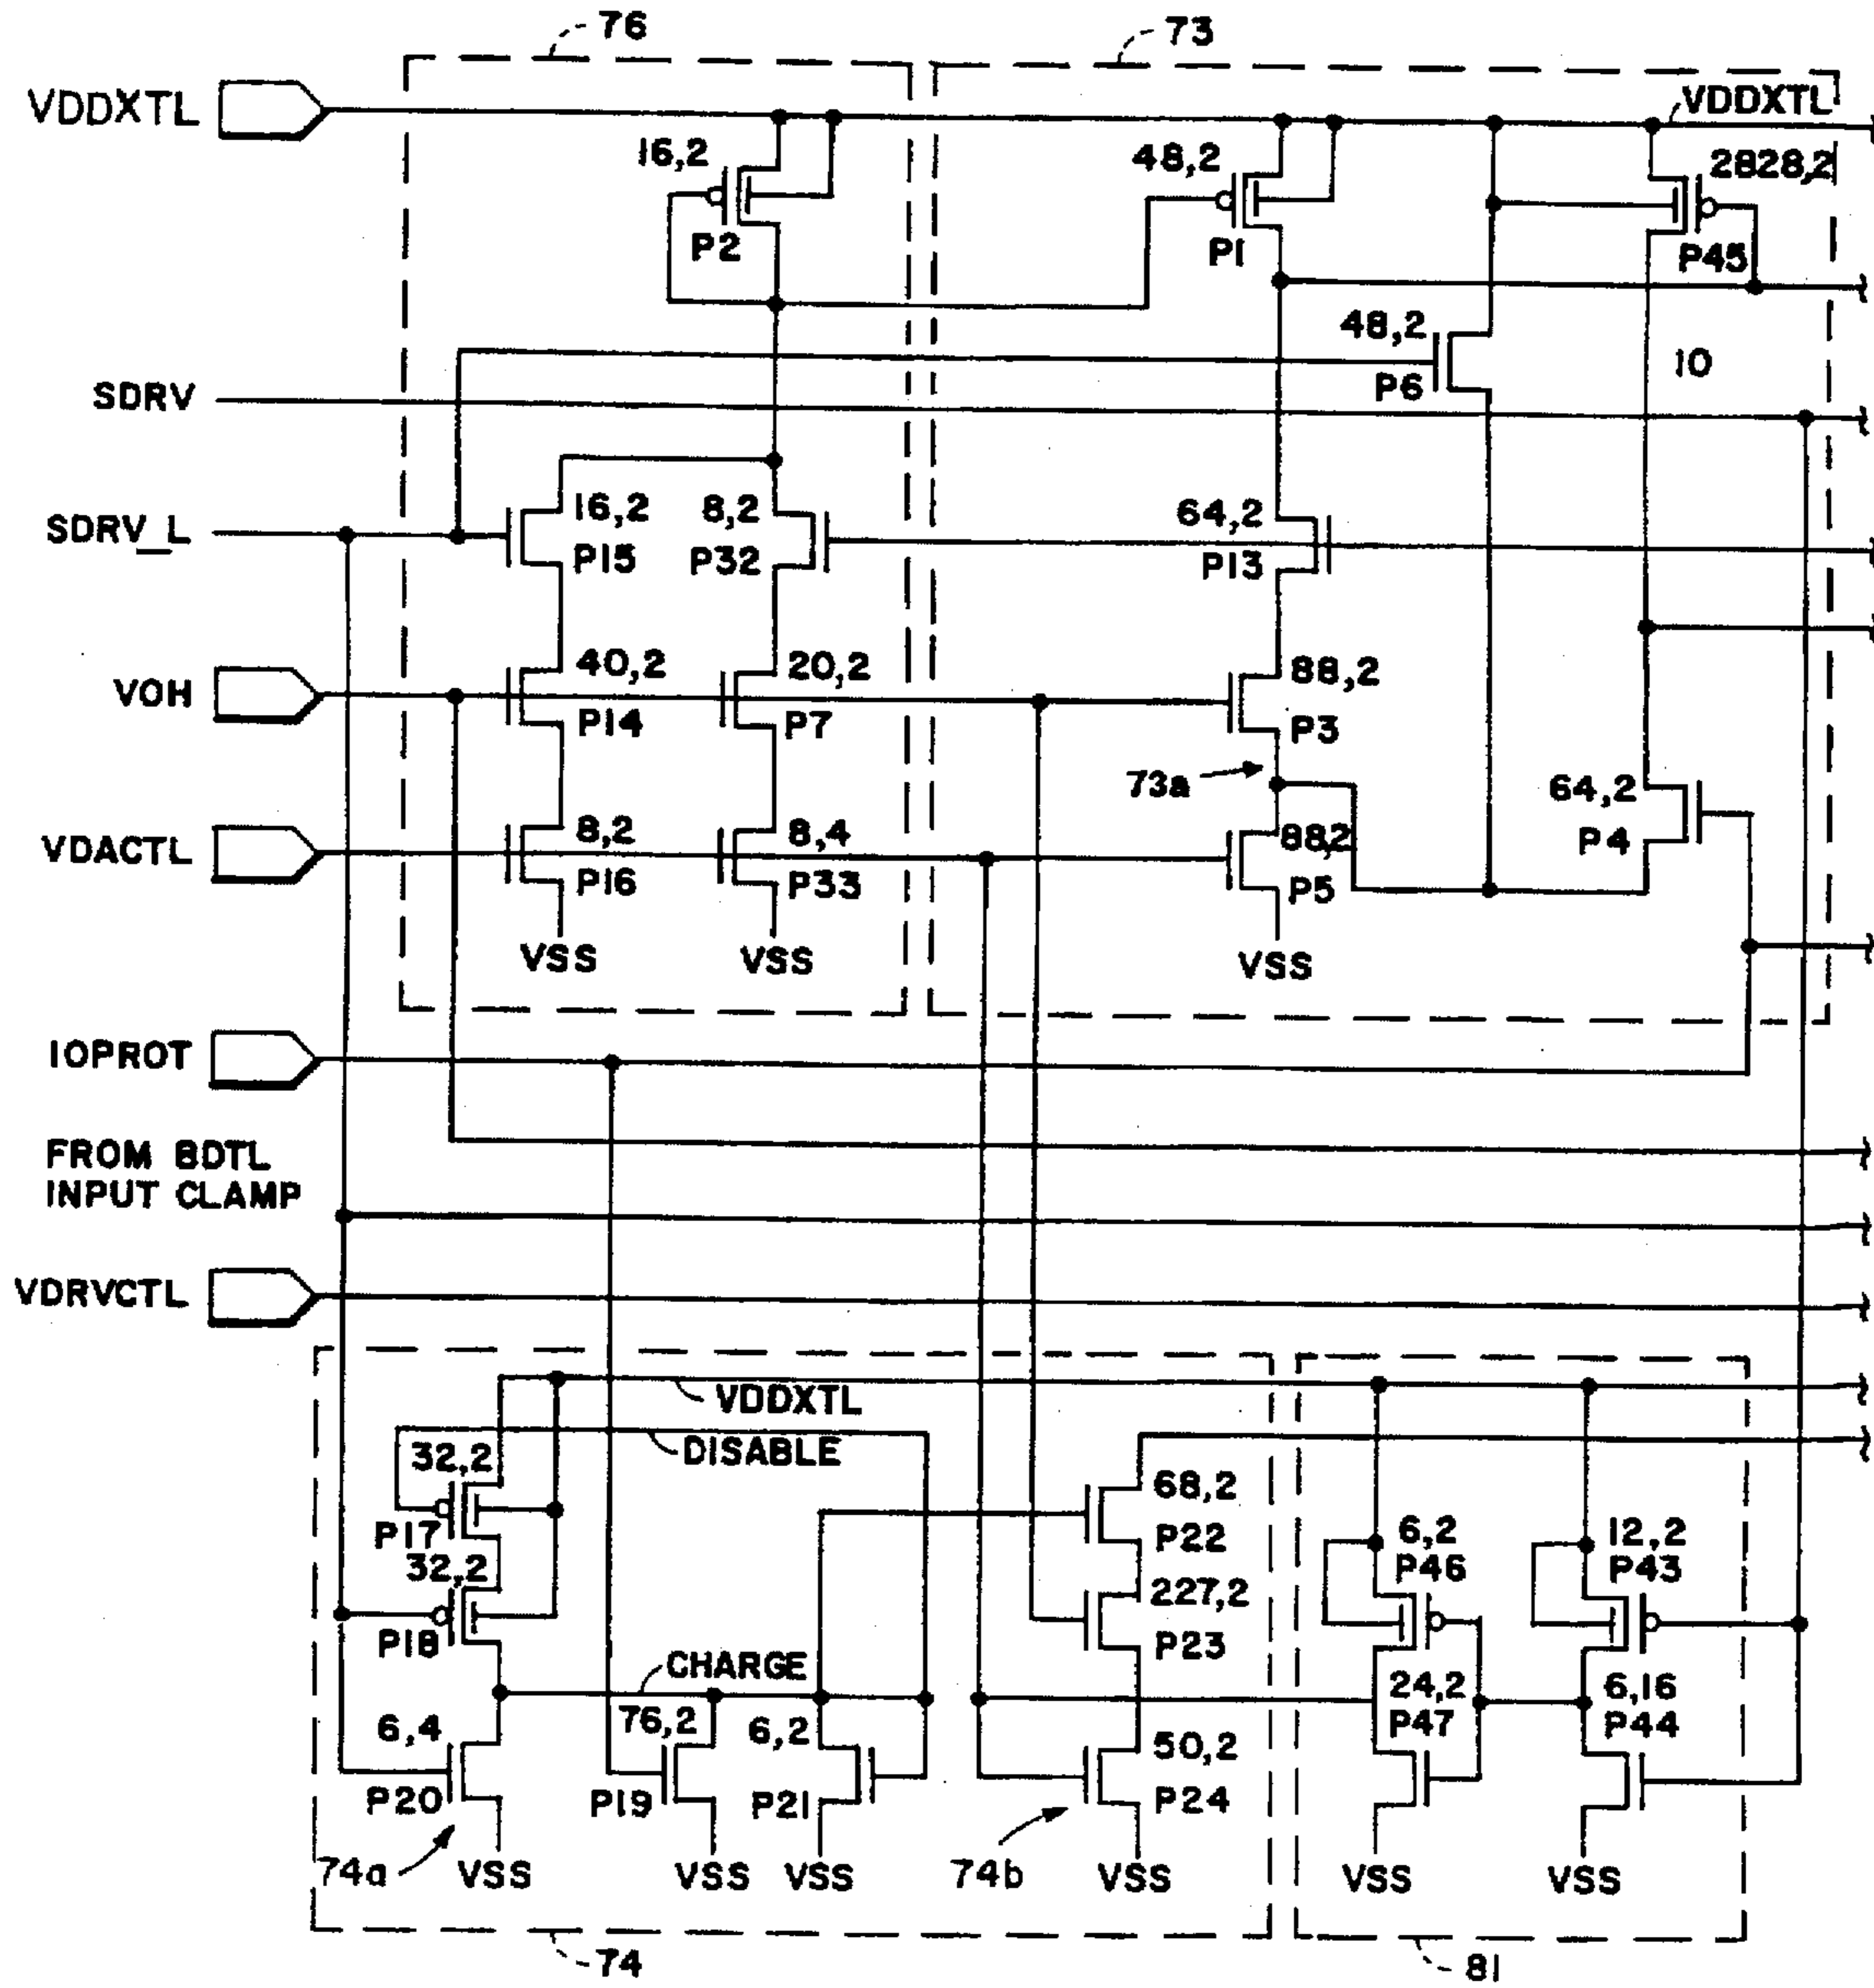 76
73
VDDXTL
VDDXTL
16,2
P2
48,2
P1
2828,2
P45
48,2
P6
10
SDRV
SDRV_L
16,2
P15
8,2
P32
64,2
P13
VOH
40,2
P14
20,2
P7
88,2
P3
73a
64,2
P4
VDACTL
8,2
P16
8,4
P33
88,2
P5
VSS
VSS
VSS
IOPROT
FROM BDTL
INPUT CLAMP
VDRVCTL
VDDXTL
DISABLE
32,2
P17
32,2
P18
68,2
P22
6,2
P46
12,2
P43
227,2
P23
CHARGE
6,4
P20
76,2
P19
6,2
P21
50,2
P24
24,2
P47
6,16
P44
74a
VSS
VSS
VSS
74b
VSS
VSS
VSS
74
81